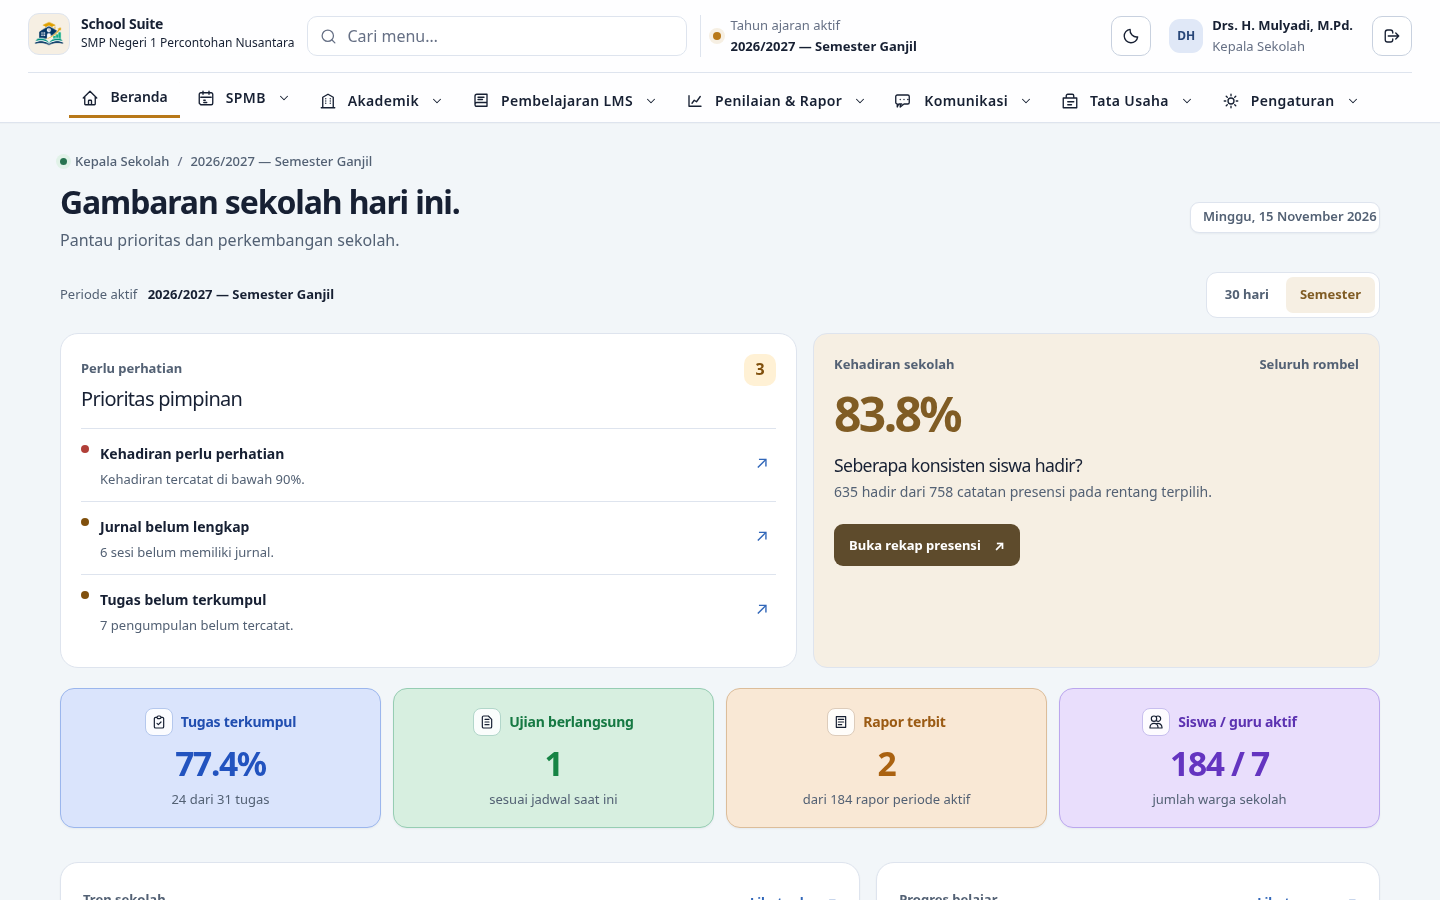 School Suite
SMP Negeri 1 Percontohan Nusantara
Cari menu...
Tahun ajaran aktif
2026/2027 — Semester Ganjil
DH
Drs. H. Mulyadi, M.Pd.
Kepala Sekolah
Beranda
SPMB
Akademik
Pembelajaran LMS
Penilaian & Rapor
Komunikasi
Tata Usaha
Pengaturan
Kepala Sekolah / 2026/2027 — Semester Ganjil
Gambaran sekolah hari ini.
Pantau prioritas dan perkembangan sekolah.
Minggu, 15 November 2026
Periode aktif 2026/2027 — Semester Ganjil
30 hari
Semester
Perlu perhatian
3
Prioritas pimpinan
Kehadiran perlu perhatian
Kehadiran tercatat di bawah 90%.
Jurnal belum lengkap
6 sesi belum memiliki jurnal.
Tugas belum terkumpul
7 pengumpulan belum tercatat.
Kehadiran sekolah
Seluruh rombel
83.8%
Seberapa konsisten siswa hadir?
635 hadir dari 758 catatan presensi pada rentang terpilih.
Buka rekap presensi
Tugas terkumpul
77.4%
24 dari 31 tugas
Ujian berlangsung
1
sesuai jadwal saat ini
Rapor terbit
2
dari 184 rapor periode aktif
Siswa / guru aktif
184 / 7
jumlah warga sekolah
Tren sekolah
Progres belajar